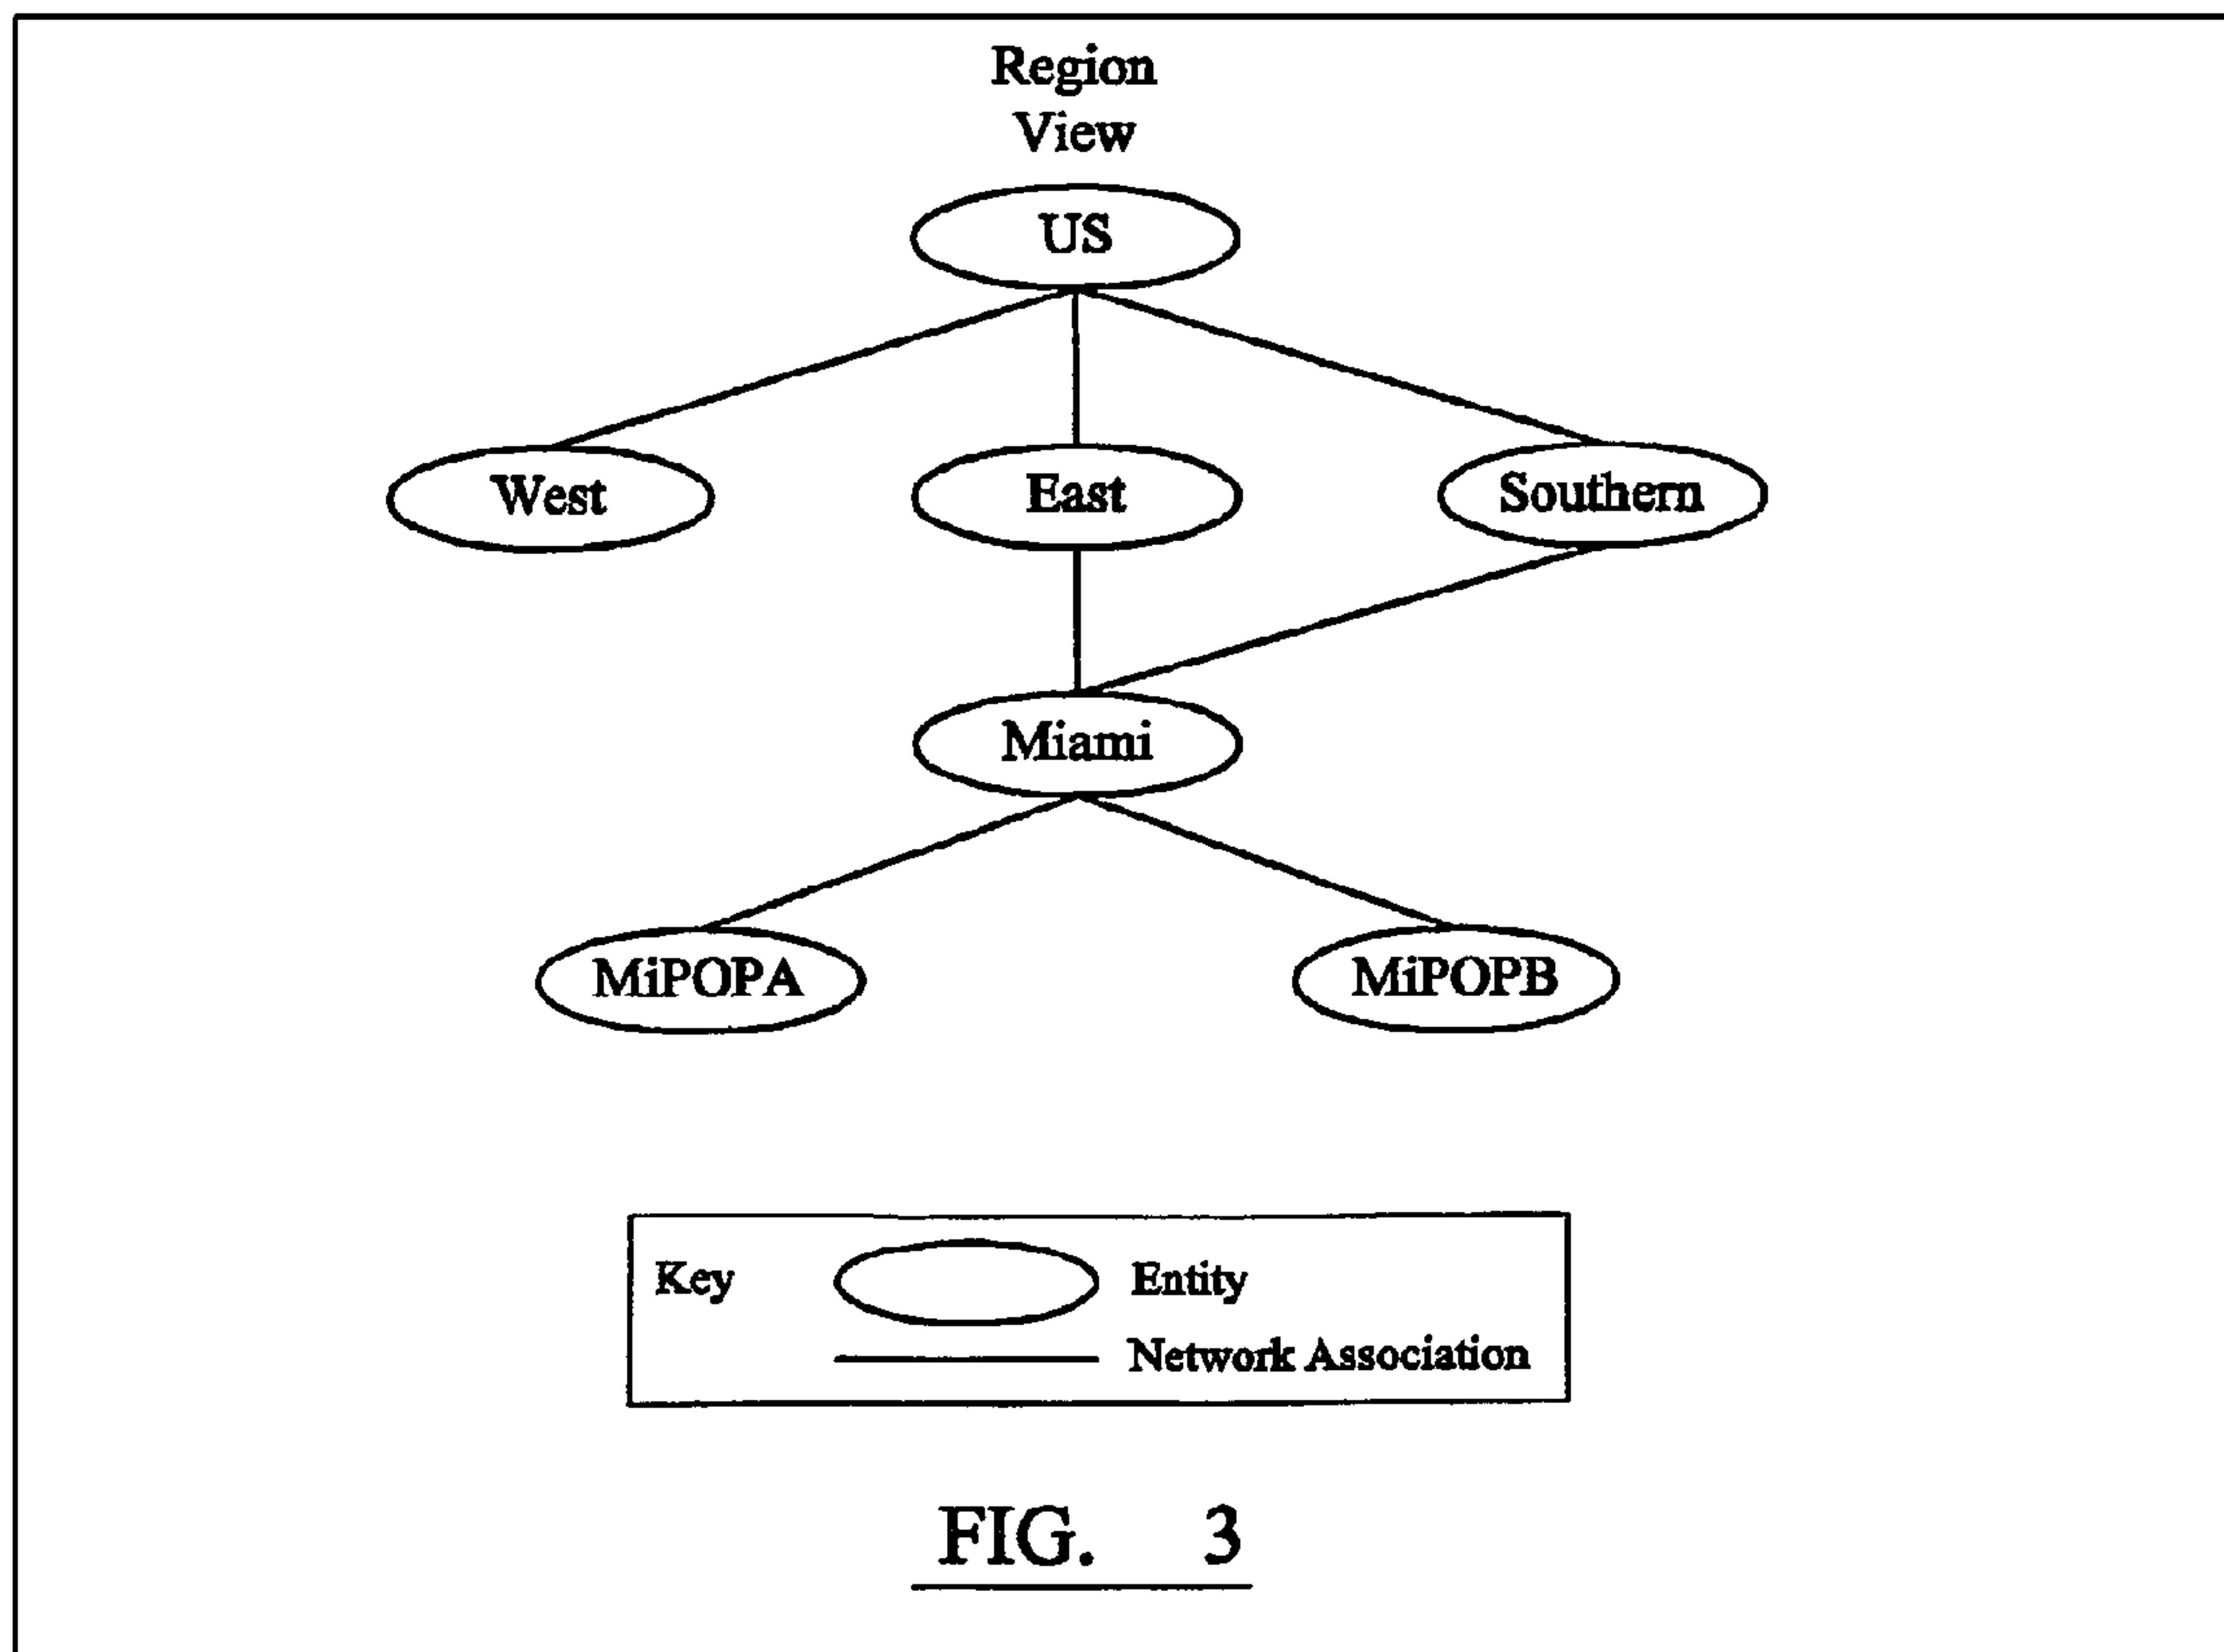 Region
View
US
West
East
Southern
Miami
MiPOPA
MiPOPB
Key
Entity
Network Association
FIG. 3